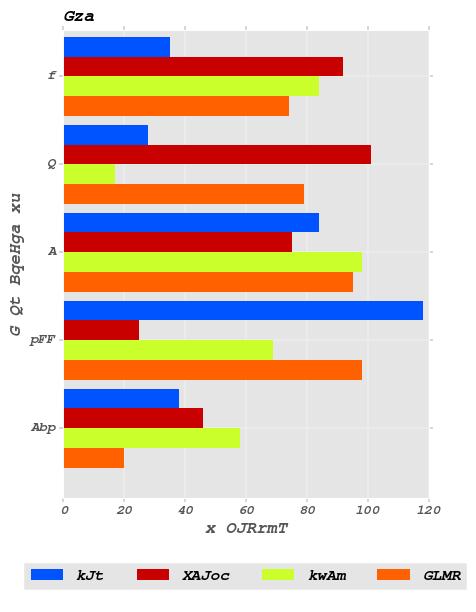 Gza
f
Q
A
pFF
Abp
G Qt BqeHga xu
0 20 40 60 80 100 120
x OJRrmT
kJt XAJoc kwAm GLMR